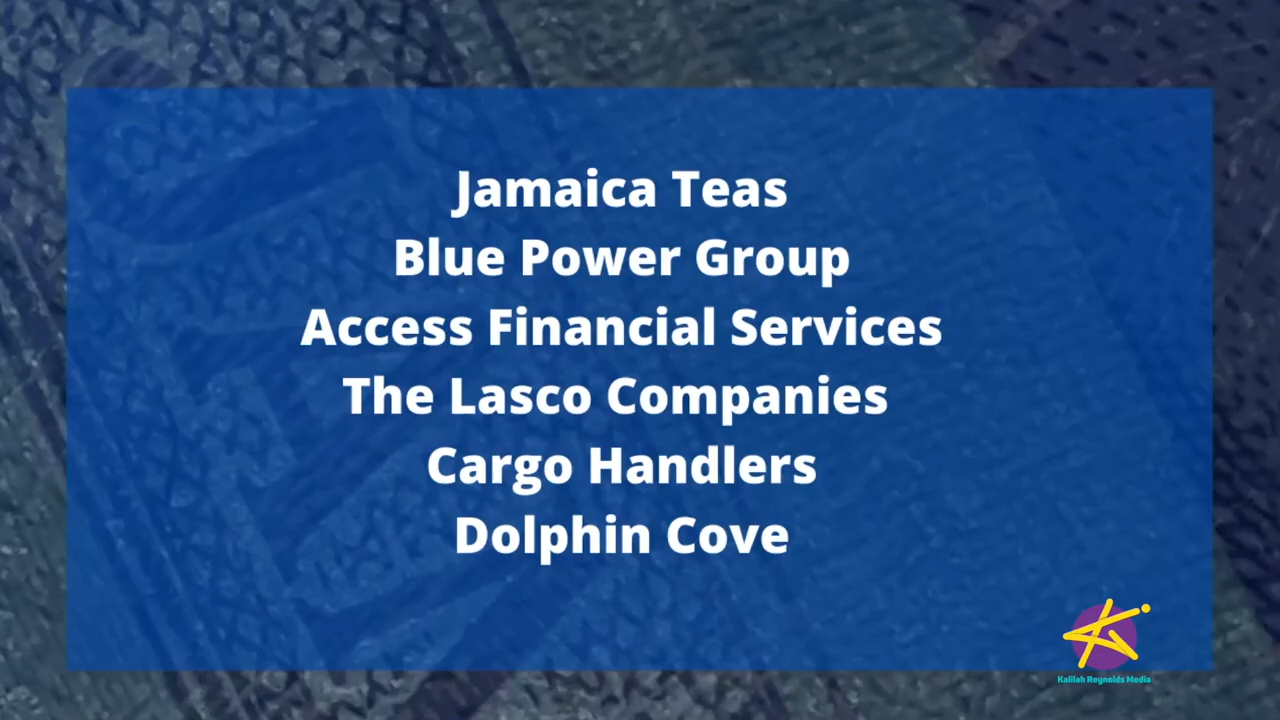 Jamaica Teas
Blue Power Group
Access Financial Services
The Lasco Companies
Cargo Handlers
Dolphin Cove
Kalilah Reynolds Media